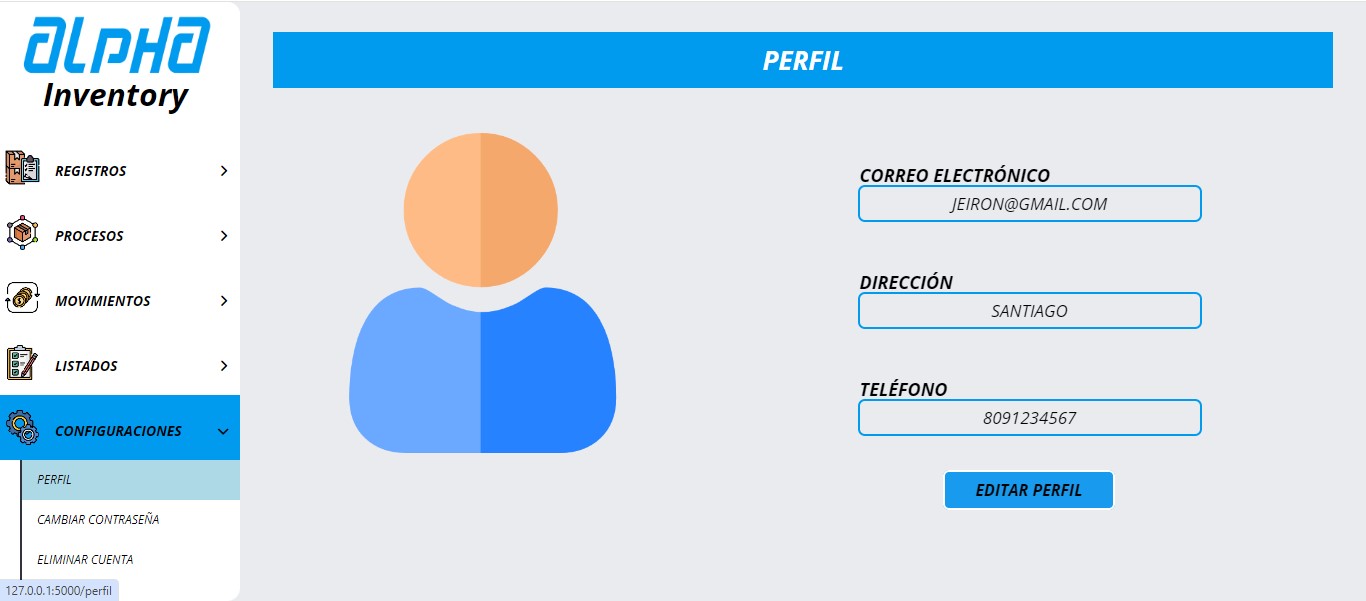 alpha
Inventory
REGISTROS
PROCESOS
MOVIMIENTOS
LISTADOS
CONFIGURACIONES
PERFIL
CAMBIAR CONTRASEÑA
ELIMINAR CUENTA
127.0.0.1:5000/perfil
PERFIL
CORREO ELECTRÓNICO
JEIRON@GMAIL.COM
DIRECCIÓN
SANTIAGO
TELÉFONO
8091234567
EDITAR PERFIL